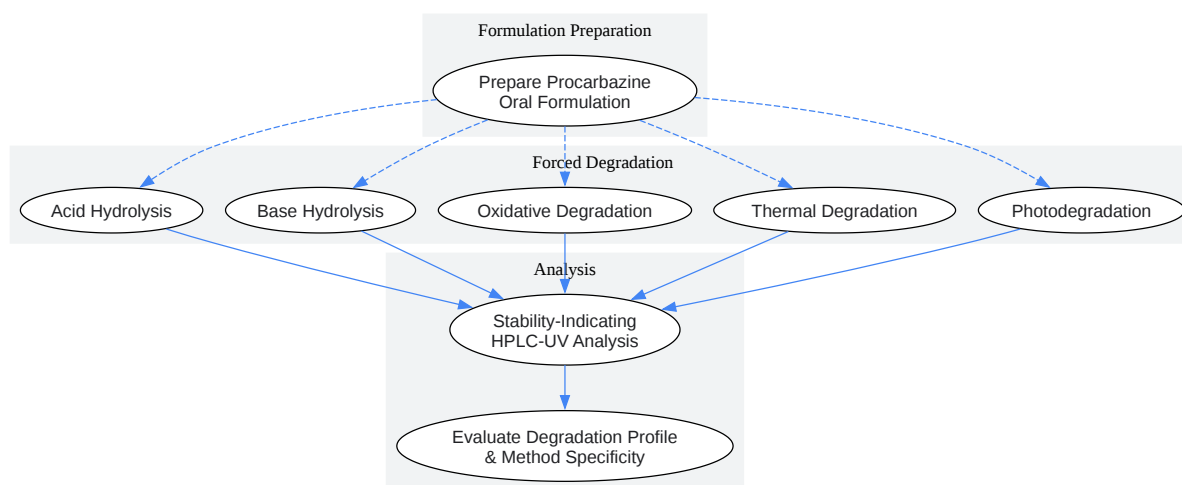 Formulation Preparation
Prepare Procarbazine
Oral Formulation
Forced Degradation
Acid Hydrolysis
Base Hydrolysis
Oxidative Degradation
Thermal Degradation
Photodegradation
Analysis
Stability-Indicating
HPLC-UV Analysis
Evaluate Degradation Profile
& Method Specificity